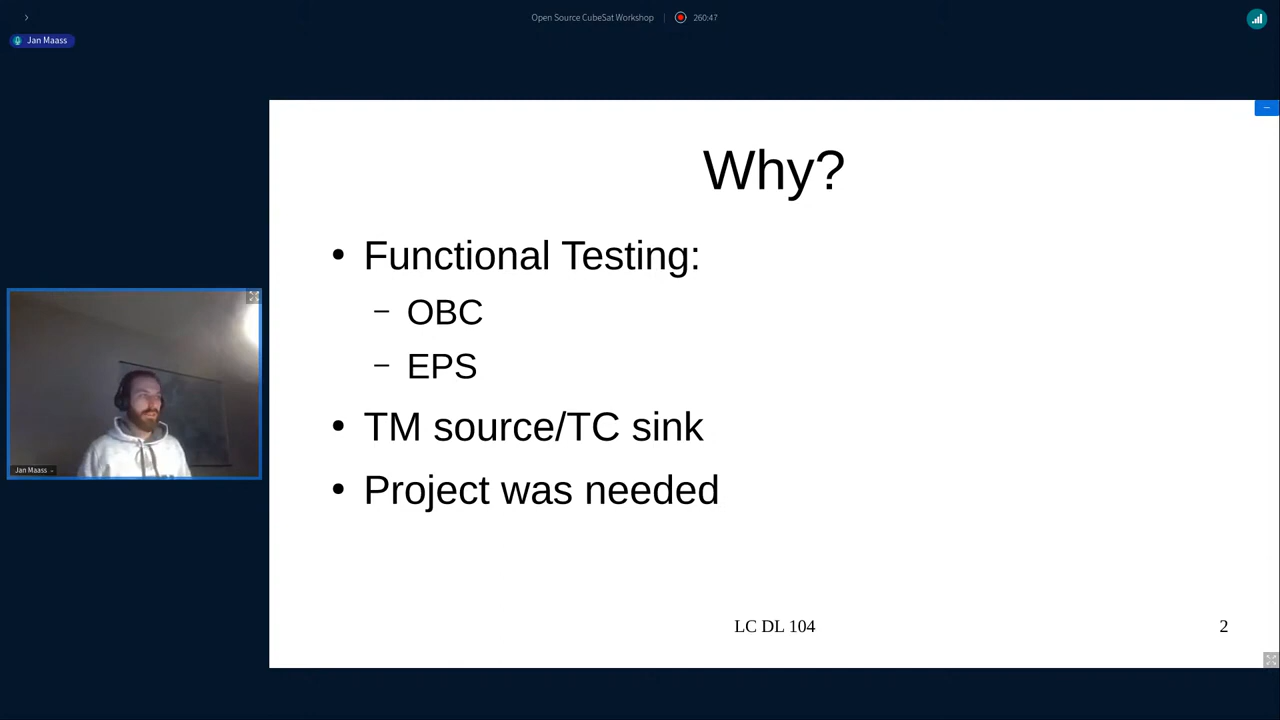 Open Source CubeSat Workshop
260:47
Jan Maass
Why?
• Functional Testing:
– OBC
– EPS
• TM source/TC sink
• Project was needed
Jan Maass
LC DL 104
2